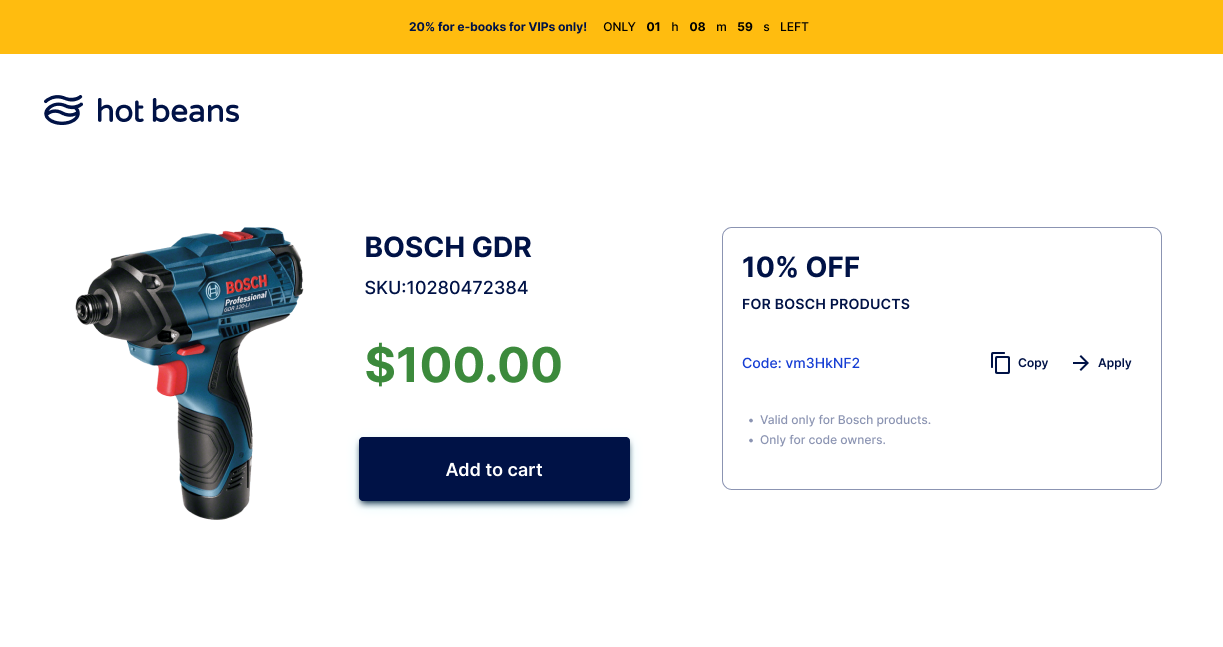 20% for e-books for VIPs only! ONLY 01 h 08 m 59 s LEFT
hot beans
BOSCH
Professional
GDR 120-LI
BOSCH GDR
SKU:10280472384
$100.00
Add to cart
10% OFF
FOR BOSCH PRODUCTS
Code: vm3HkNF2 Copy Apply
• Valid only for Bosch products.
• Only for code owners.